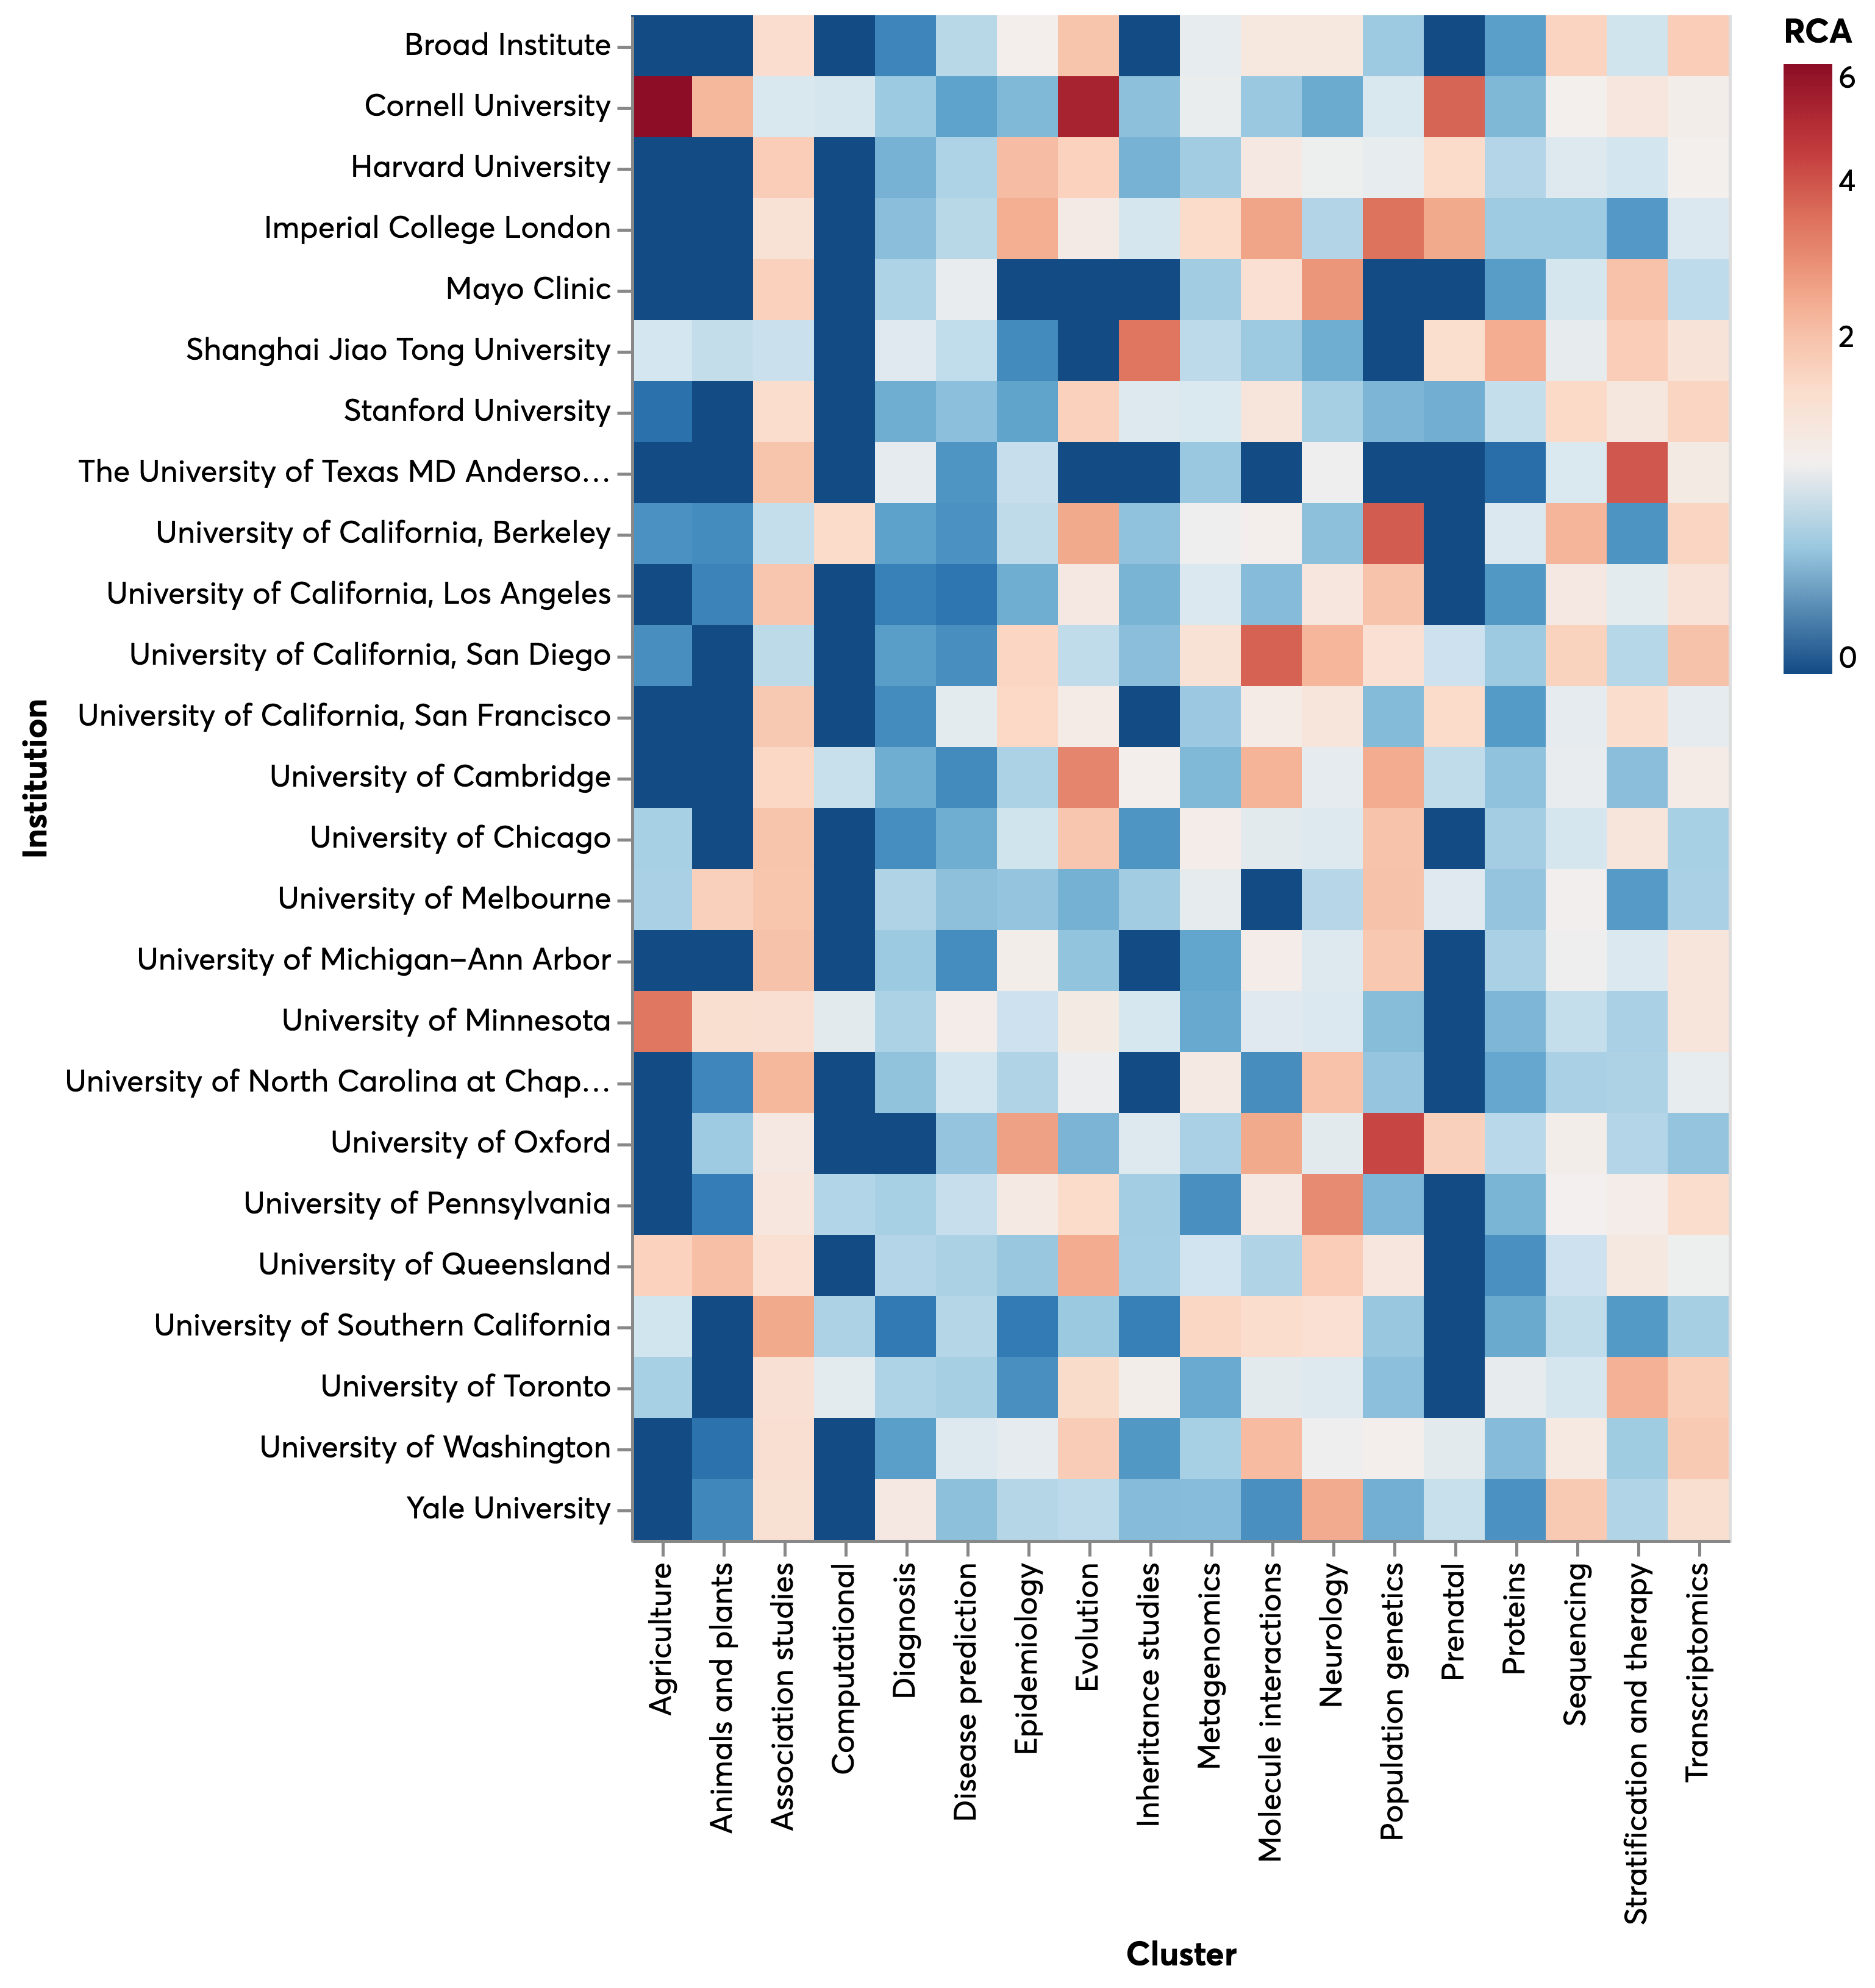 RCA
6
4
2
0
Institution
Broad Institute
Cornell University
Harvard University
Imperial College London
Mayo Clinic
Shanghai Jiao Tong University
Stanford University
The University of Texas MD Anderso…
University of California, Berkeley
University of California, Los Angeles
University of California, San Diego
University of California, San Francisco
University of Cambridge
University of Chicago
University of Melbourne
University of Michigan–Ann Arbor
University of Minnesota
University of North Carolina at Chap…
University of Oxford
University of Pennsylvania
University of Queensland
University of Southern California
University of Toronto
University of Washington
Yale University
Agriculture
Animals and plants
Association studies
Computational
Diagnosis
Disease prediction
Epidemiology
Evolution
Inheritance studies
Metagenomics
Molecule interactions
Neurology
Population genetics
Prenatal
Proteins
Sequencing
Stratification and therapy
Transcriptomics
Cluster